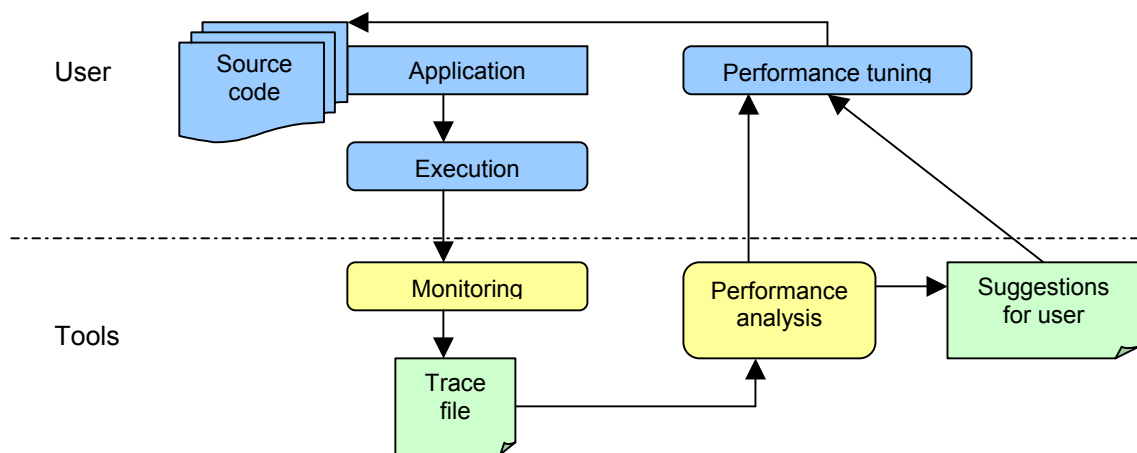 User
Source
code
Application
Performance tuning
Execution
Tools
Monitoring
Performance
analysis
Suggestions
for user
Trace
file